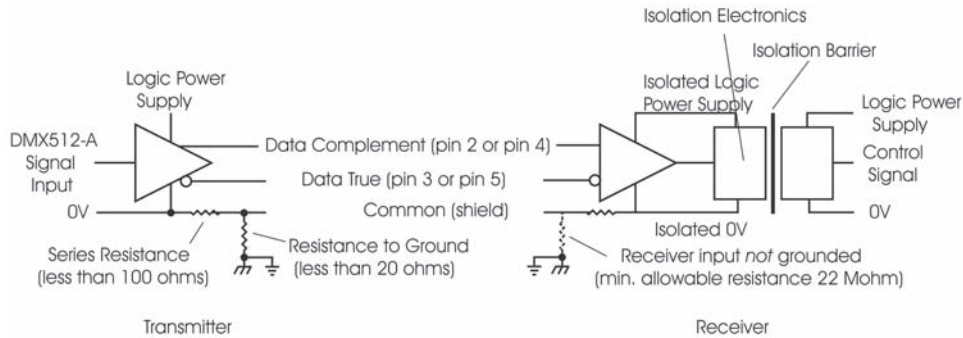 Isolation Electronics
Isolation Barrier
Logic Power
Supply
Isolated Logic
Power Supply
Logic Power
Supply
DMX512-A
Signal
Input
Data Complement (pin 2 or pin 4)
Control
Signal
Data True (pin 3 or pin 5)
0V
Common (shield)
0V
Isolated 0V
Series Resistance
(less than 100 ohms)
Resistance to Ground
(less than 20 ohms)
Receiver input not grounded
(min. allowable resistance 22 Mohm)
Transmitter
Receiver